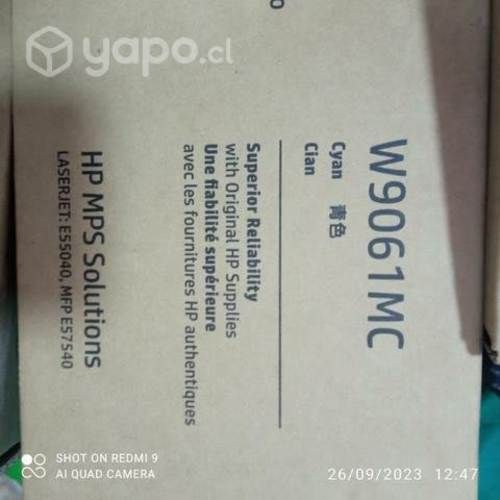 yapo.cl
W9061MC
Cyan 青色
Cian
Superior Reliability
with Original HP Supplies
Une fiabilité supérieure
avec les fournitures HP authentiques
HP MPS Solutions
LASERJET: E55040, MFP E57540
SHOT ON REDMI 9
AI QUAD CAMERA
26/09/2023 12:47